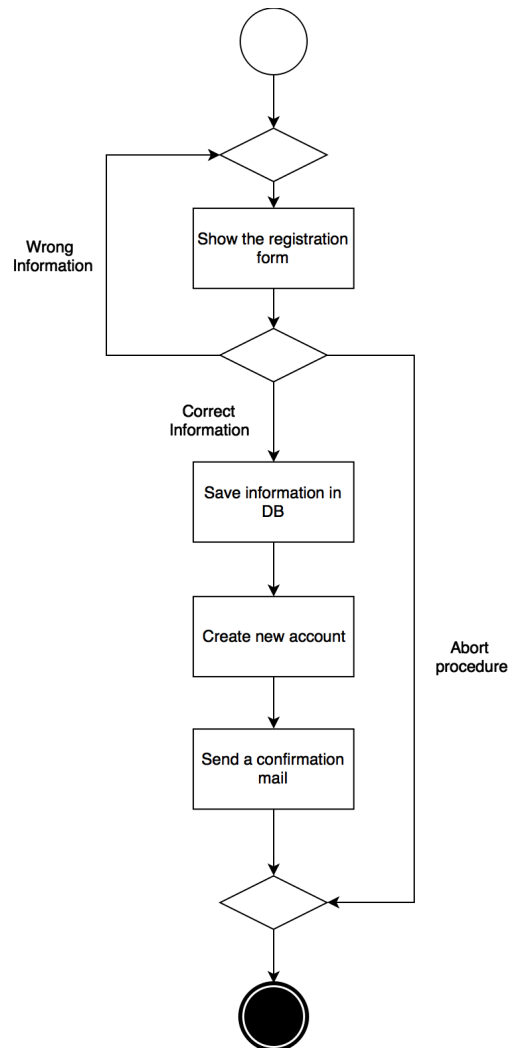 Show the registration
form
Wrong
Information
Correct
Information
Save information in
DB
Create new account
Abort
procedure
Send a confirmation
mail